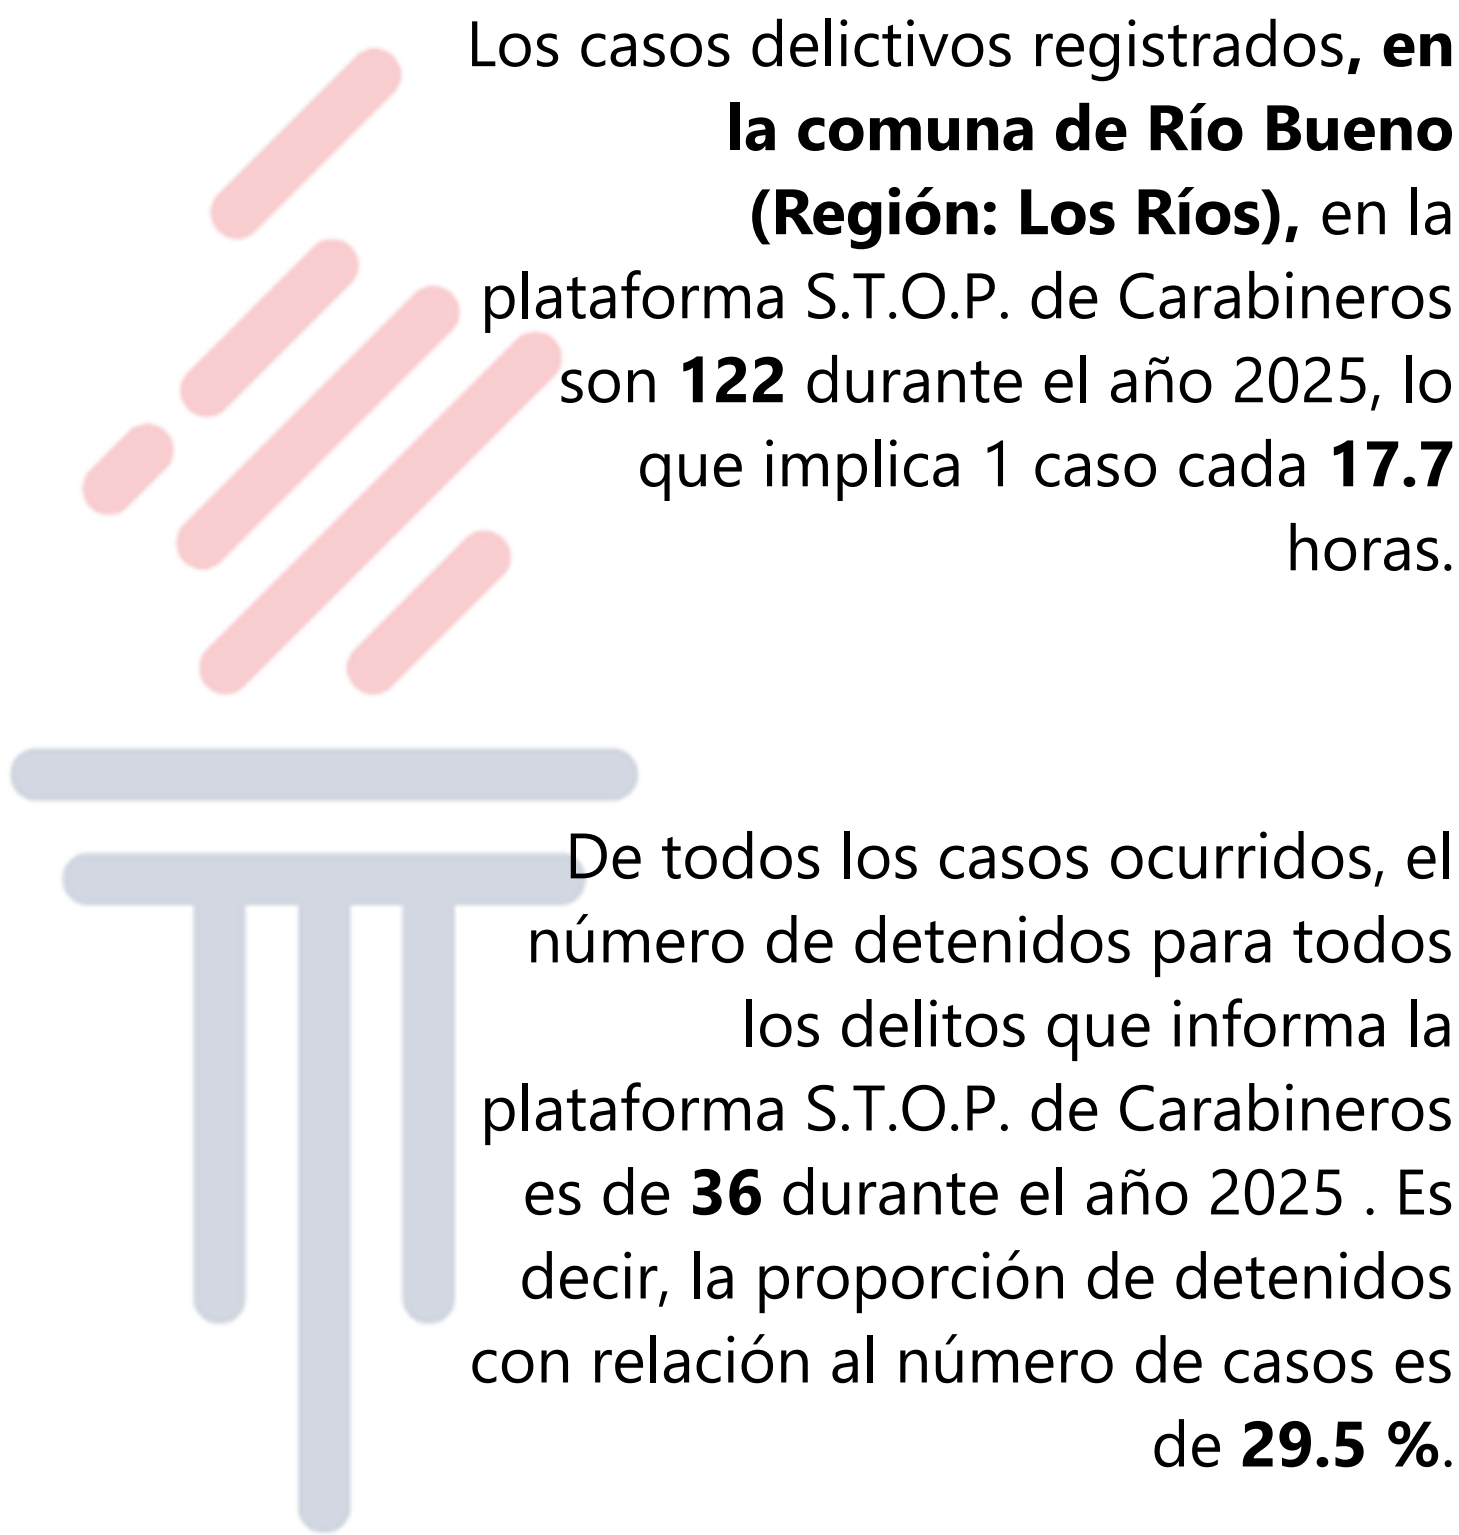 Los casos delictivos registrados, en
la comuna de Río Bueno
(Región: Los Ríos), en la
plataforma S.T.O.P. de Carabineros
son 122 durante el año 2025, lo
que implica 1 caso cada 17.7
horas.
De todos los casos ocurridos, el
número de detenidos para todos
los delitos que informa la
plataforma S.T.O.P. de Carabineros
es de 36 durante el año 2025 . Es
decir, la proporción de detenidos
con relación al número de casos es
de 29.5 %.